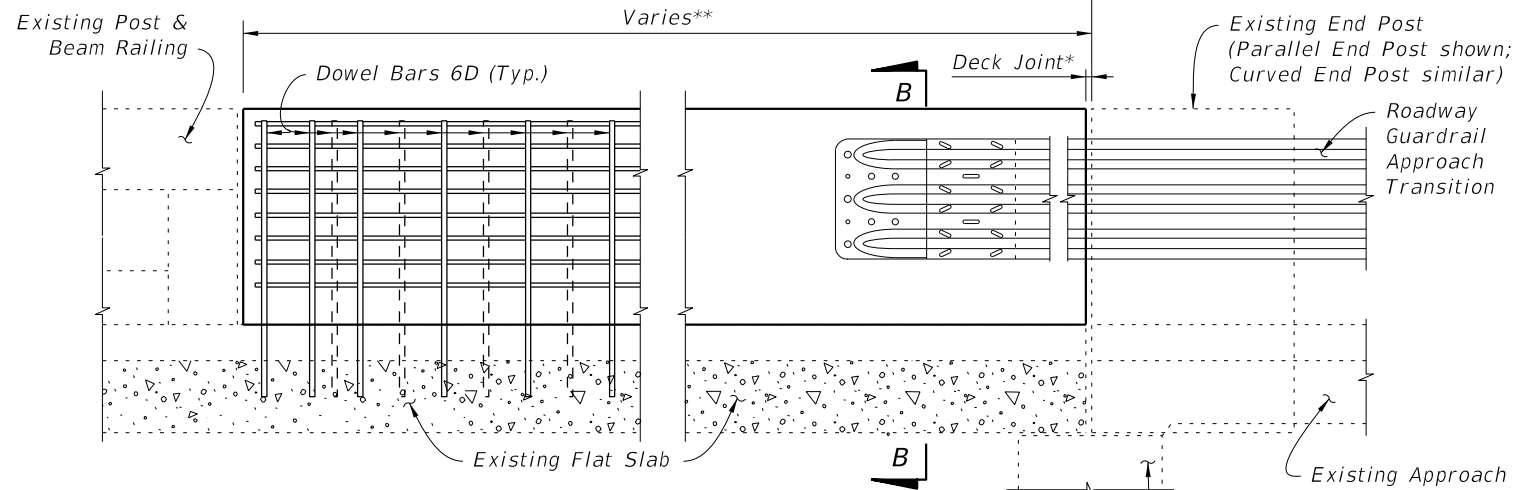 Existing Post &
Beam Railing
Varies**
Dowel Bars 6D (Typ.)
Deck Joint*
B
Existing End Post
(Parallel End Post shown;
Curved End Post similar)
Roadway
Guardrail
Approach
Transition
Existing Flat Slab
B
Existing Approach